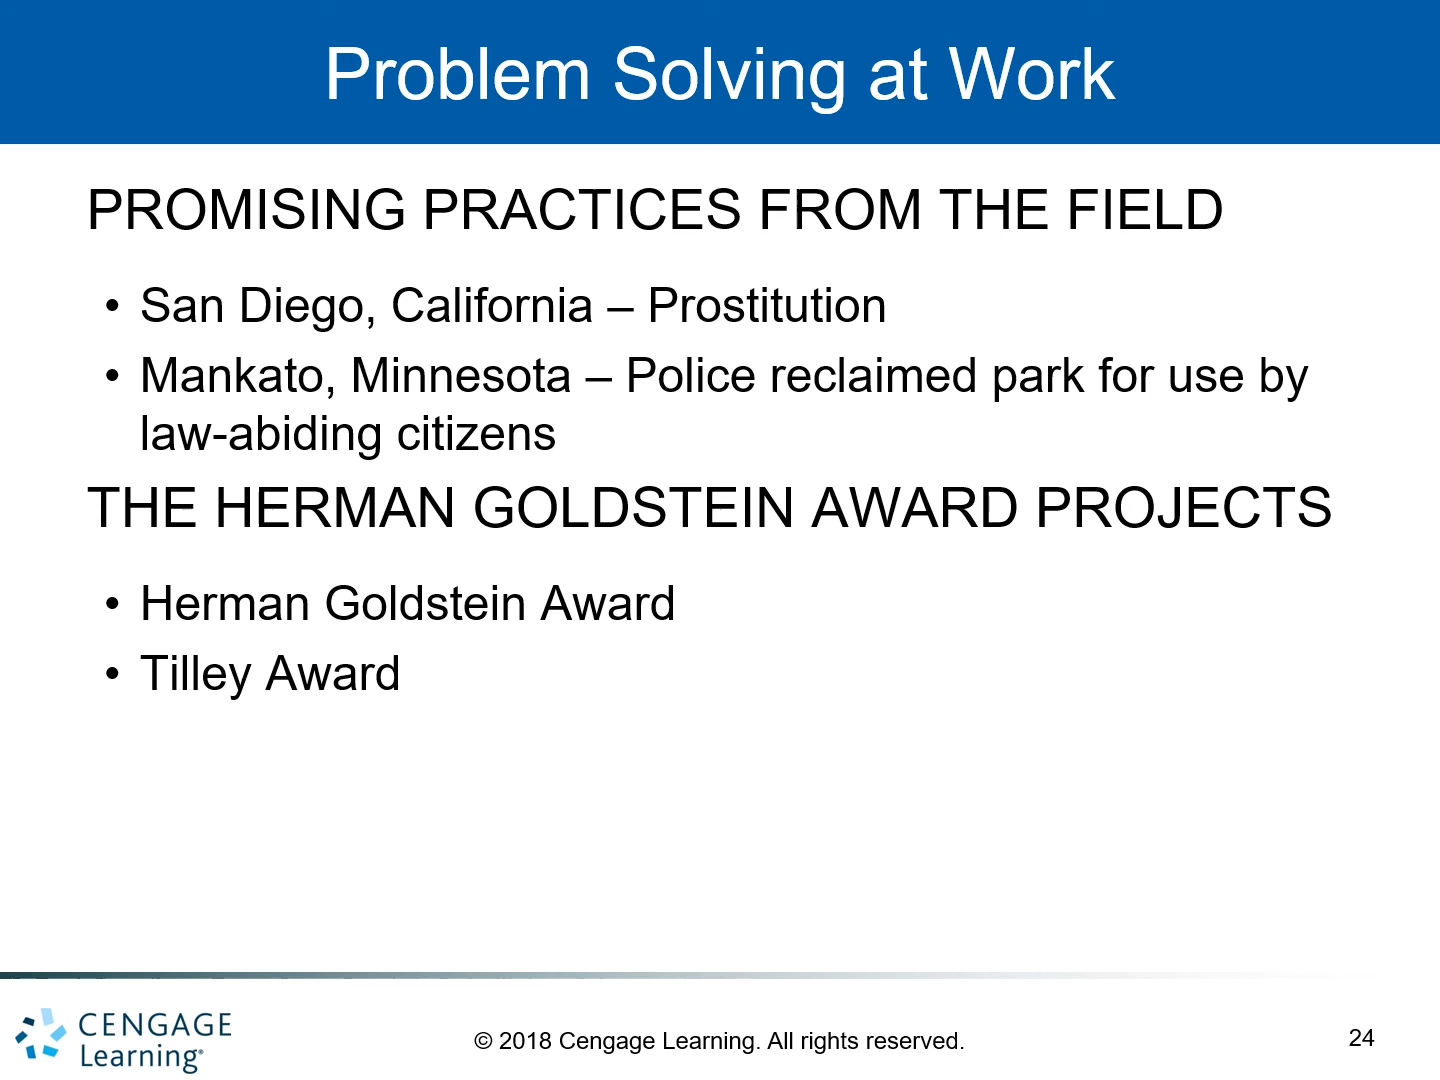 Problem Solving at Work
PROMISING PRACTICES FROM THE FIELD
• San Diego, California – Prostitution
• Mankato, Minnesota – Police reclaimed park for use by
law-abiding citizens
THE HERMAN GOLDSTEIN AWARD PROJECTS
• Herman Goldstein Award
• Tilley Award
CENGAGE
Learning®
© 2018 Cengage Learning. All rights reserved.
24